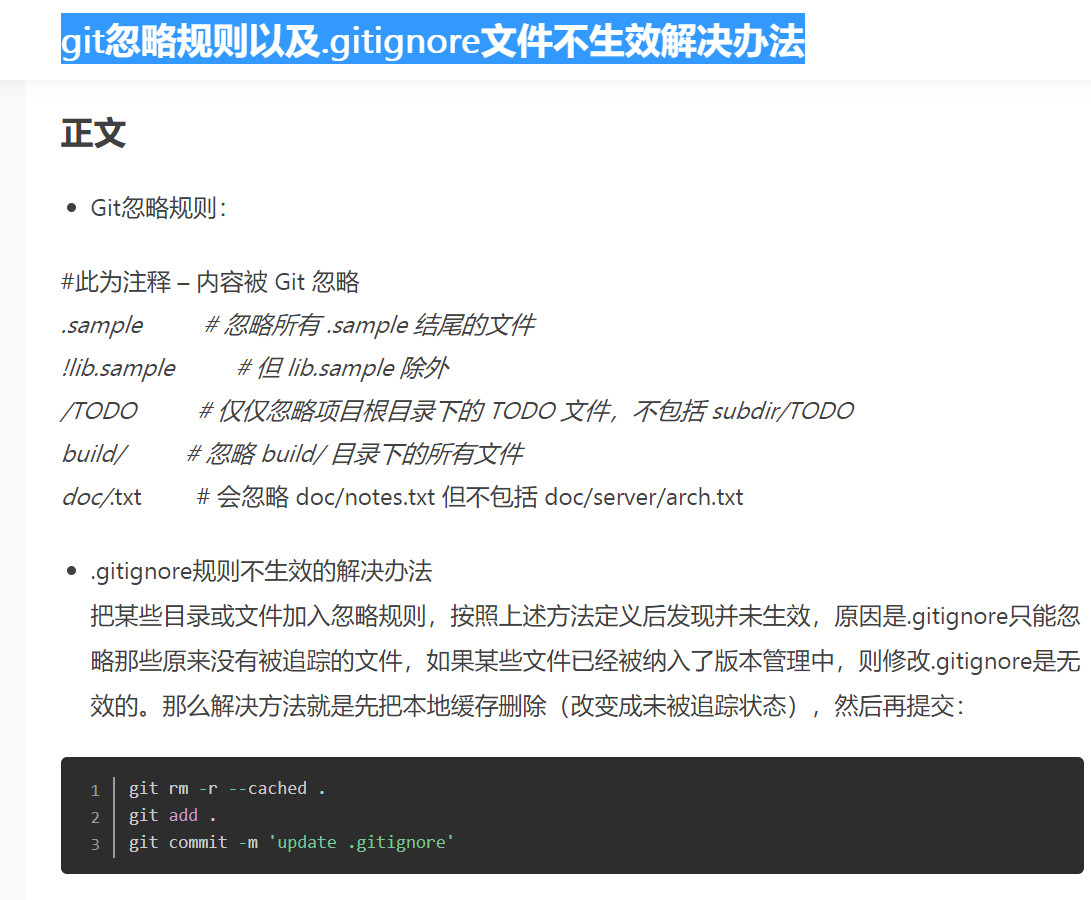 git忽略规则以及.gitignore文件不生效解决办法
正文
Git忽略规则：
#此为注释 – 内容被 Git 忽略
.sample # 忽略所有 .sample 结尾的文件
!lib.sample # 但 lib.sample 除外
/TODO # 仅仅忽略项目根目录下的 TODO 文件，不包括 subdir/TODO
build/ # 忽略 build/ 目录下的所有文件
doc/.txt # 会忽略 doc/notes.txt 但不包括 doc/server/arch.txt
.gitignore规则不生效的解决办法
把某些目录或文件加入忽略规则，按照上述方法定义后发现并未生效，原因是.gitignore只能忽
略那些原来没有被追踪的文件，如果某些文件已经被纳入了版本管理中，则修改.gitignore是无
效的。那么解决方法就是先把本地缓存删除（改变成未被追踪状态），然后再提交：
1 git rm -r --cached .
2 git add .
3 git commit -m 'update .gitignore'